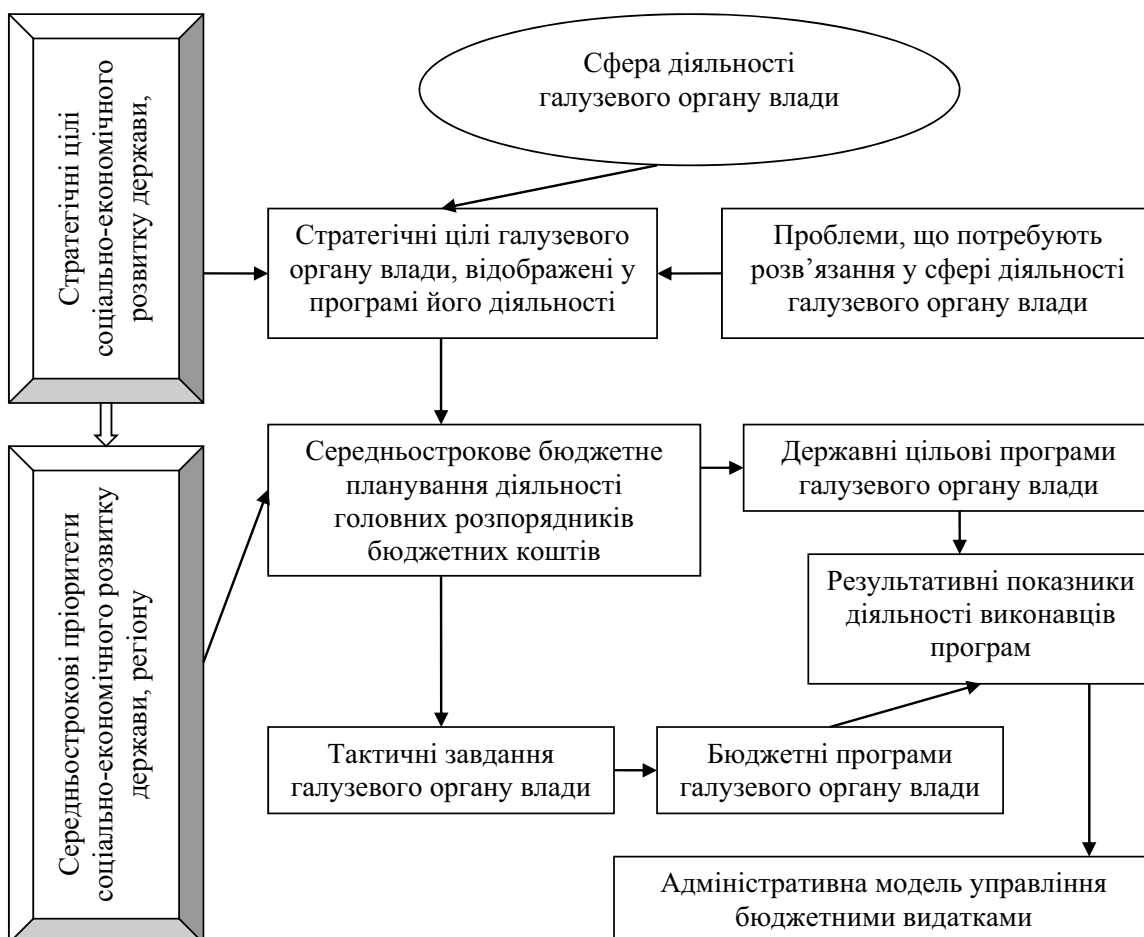 Стратегічні цілі
соціально-економічного
розвитку держави,
Сфера діяльності
галузевого органу влади
Стратегічні цілі галузевого
органу влади, відображені у
програмі його діяльності
Проблеми, що потребують
розв’язання у сфері діяльності
галузевого органу влади
Середньострокові пріоритети
соціально-економічного розвитку
держави, регіону
Середньострокове бюджетне
планування діяльності
головних розпорядників
бюджетних коштів
Державні цільові програми
галузевого органу влади
Результативні показники
діяльності виконавців
програм
Тактичні завдання
галузевого органу влади
Бюджетні програми
галузевого органу влади
Адміністративна модель управління
бюджетними видатками